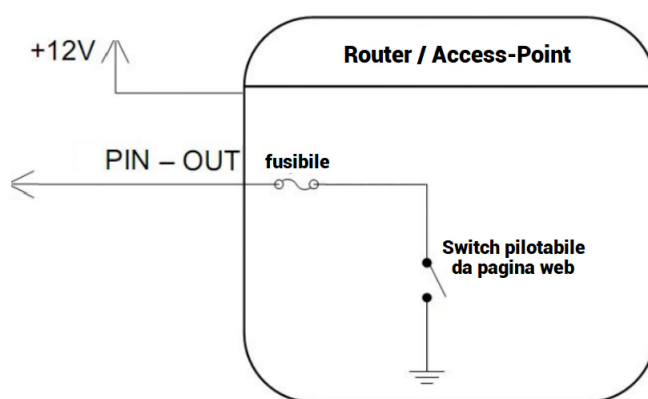 Router / Access-Point
+12V
PIN – OUT
fusibile
Switch pilotabile
da pagina web